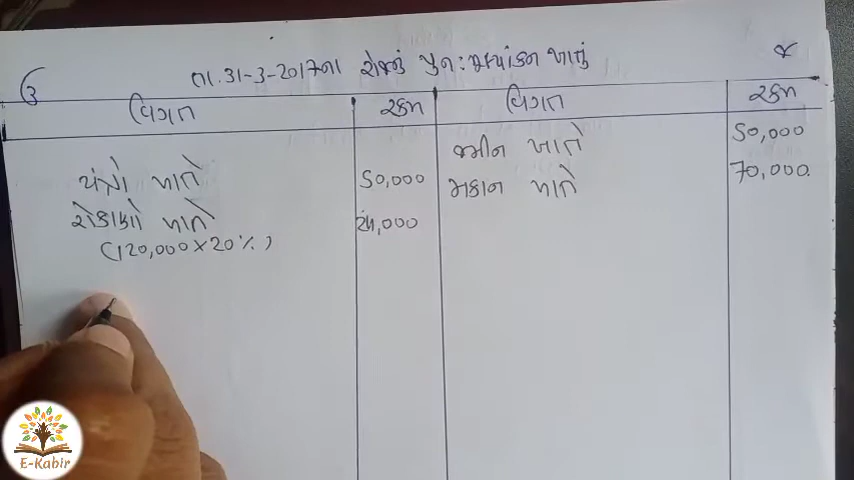 તા. 31-3-2017ના રોજનું પુનઃમૂલ્યાંકન ખાતું
ઉ જ
વિગત રકમ વિગત રકમ
યંત્રો ખાતે 50,000 જમીન ખાતે 50,000
રોકાણો ખાતે 24,000 મકાન ખાતે 70,000
(120,000 × 20%)
E-Kabir